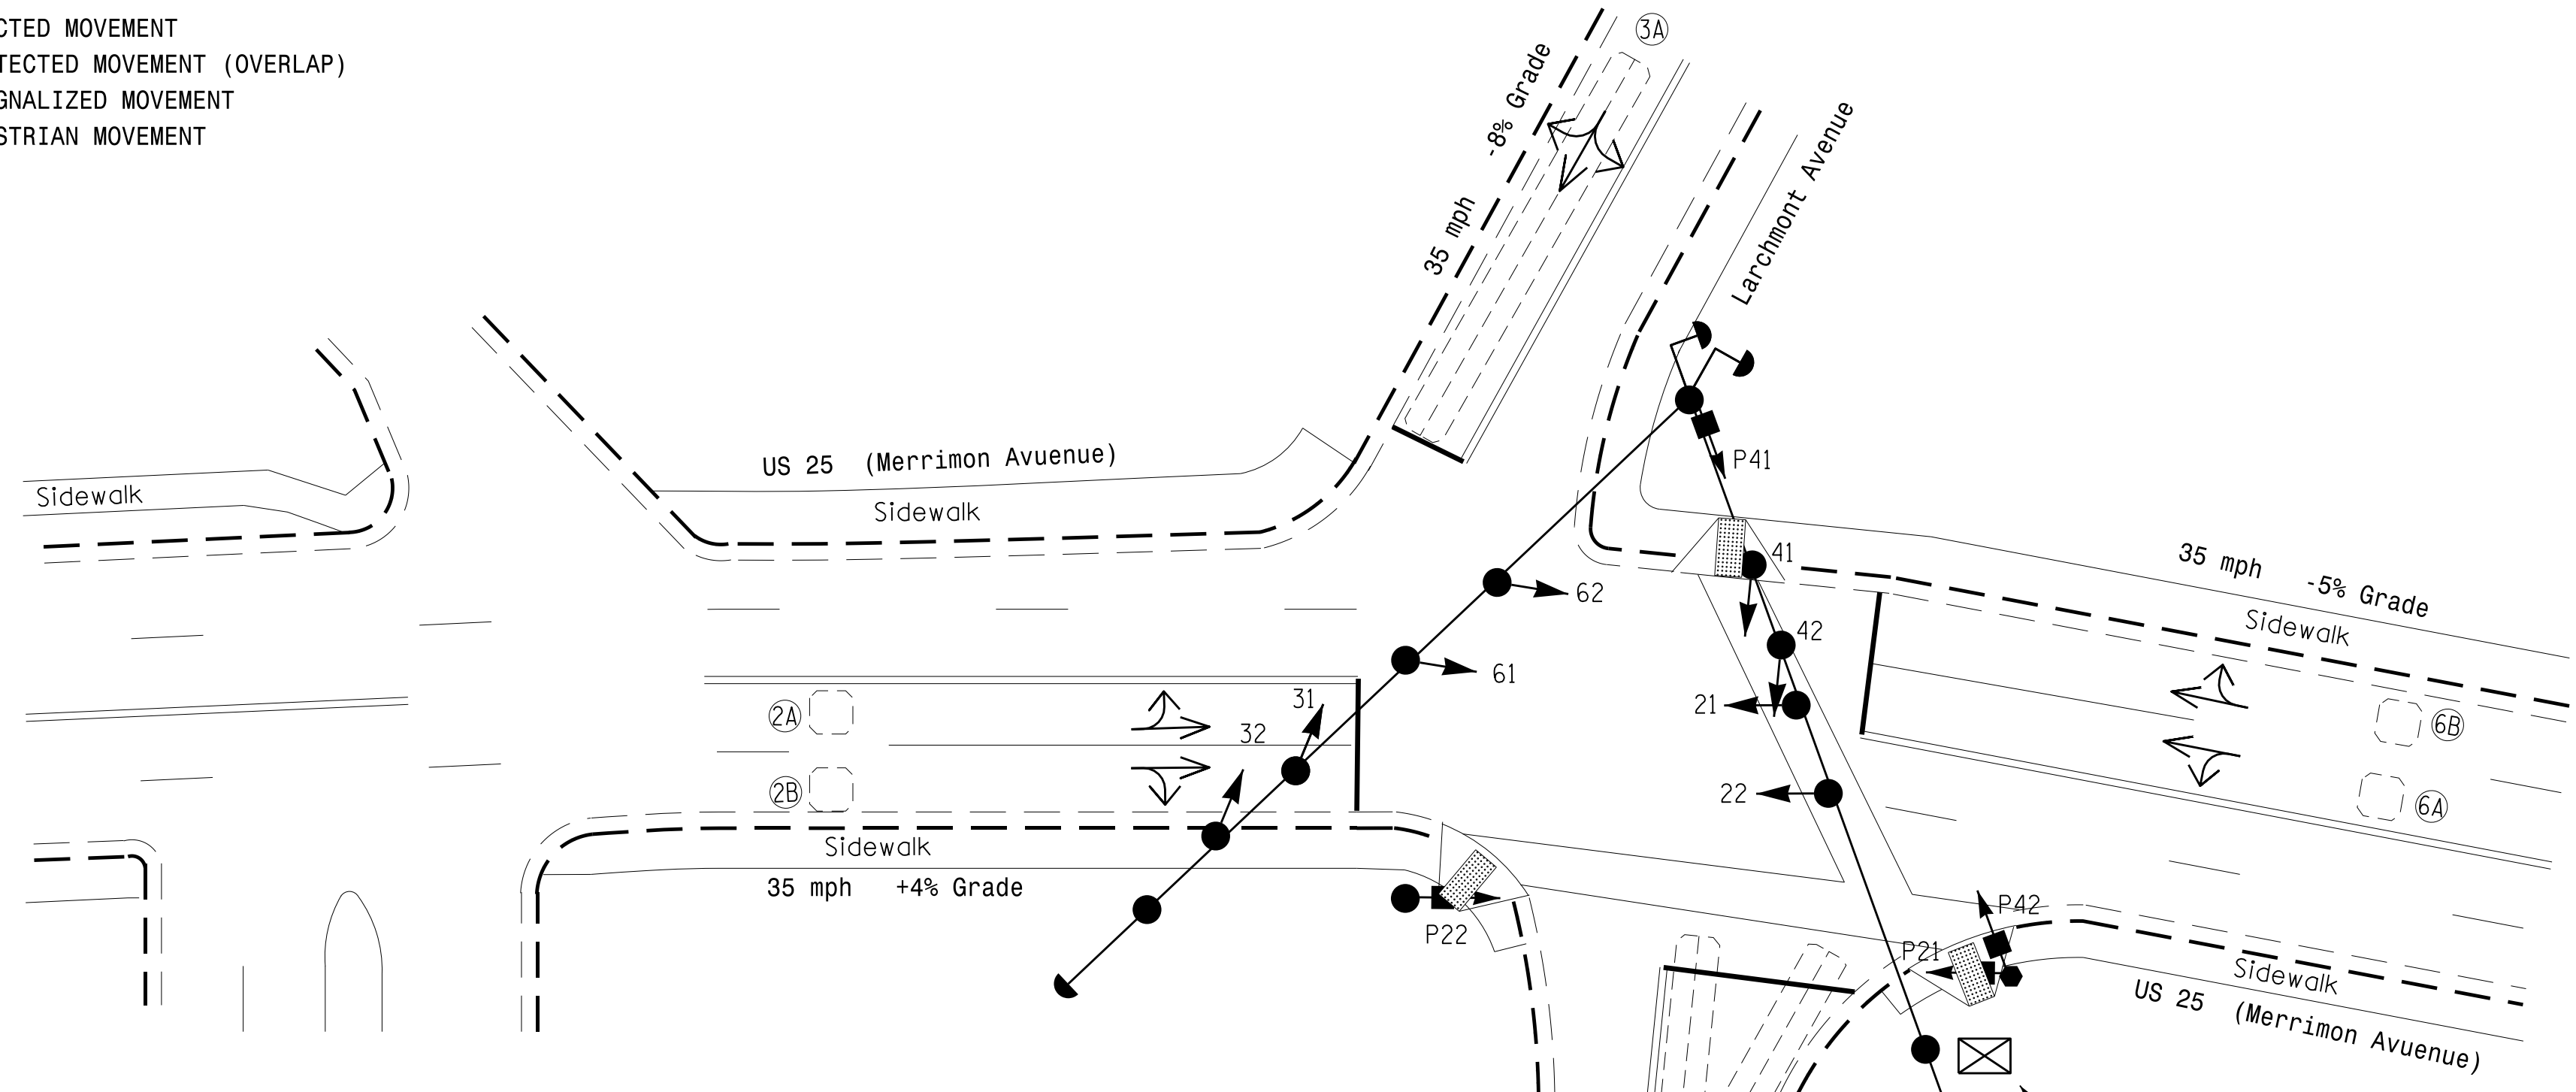 CTED MOVEMENT
TECTED MOVEMENT (OVERLAP)
GNALIZED MOVEMENT
STRIAN MOVEMENT
3A
-8% Grade
35 mph
Larchmont Avenue
P41
US 25 (Merrimon Avuenue)
Sidewalk
Sidewalk
41
35 mph -5% Grade
Sidewalk
62
42
61
21
31
32
2A
6B
22
2B
6A
Sidewalk
35 mph +4% Grade
P22
P42
P21
Sidewalk
US 25 (Merrimon Avuenue)